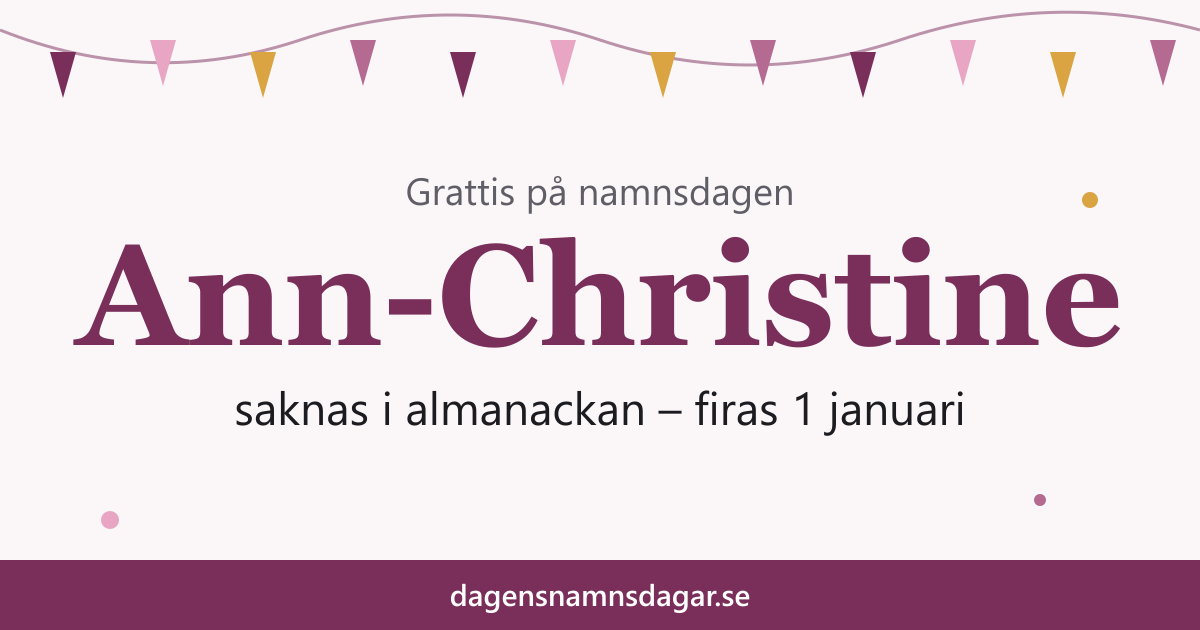 Grattis på namnsdagen
Ann-Christine
saknas i almanackan – firas 1 januari
dagensnamnsdagar.se